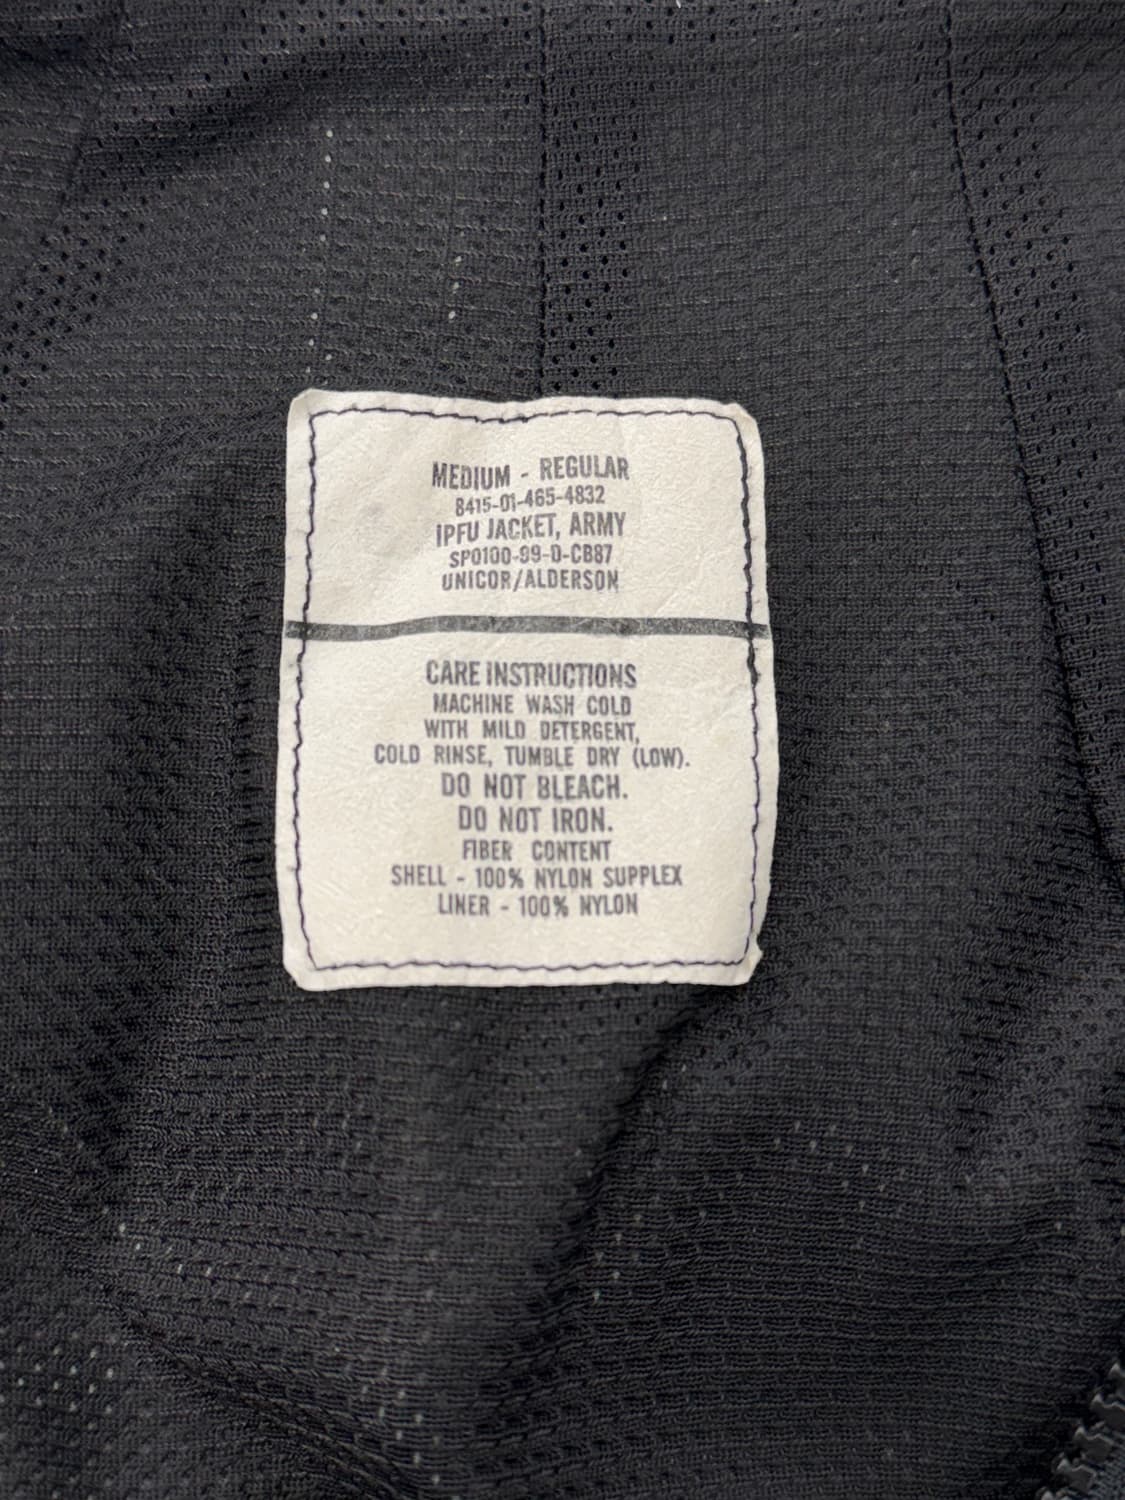 MEDIUM - REGULAR
8415-01-465-4832
IPFU JACKET, ARMY
SP0100-99-D-CB87
UNICOR/ALDERSON
CARE INSTRUCTIONS
MACHINE WASH COLD
WITH MILD DETERGENT,
COLD RINSE, TUMBLE DRY (LOW).
DO NOT BLEACH.
DO NOT IRON.
FIBER CONTENT
SHELL - 100% NYLON SUPPLEX
LINER - 100% NYLON